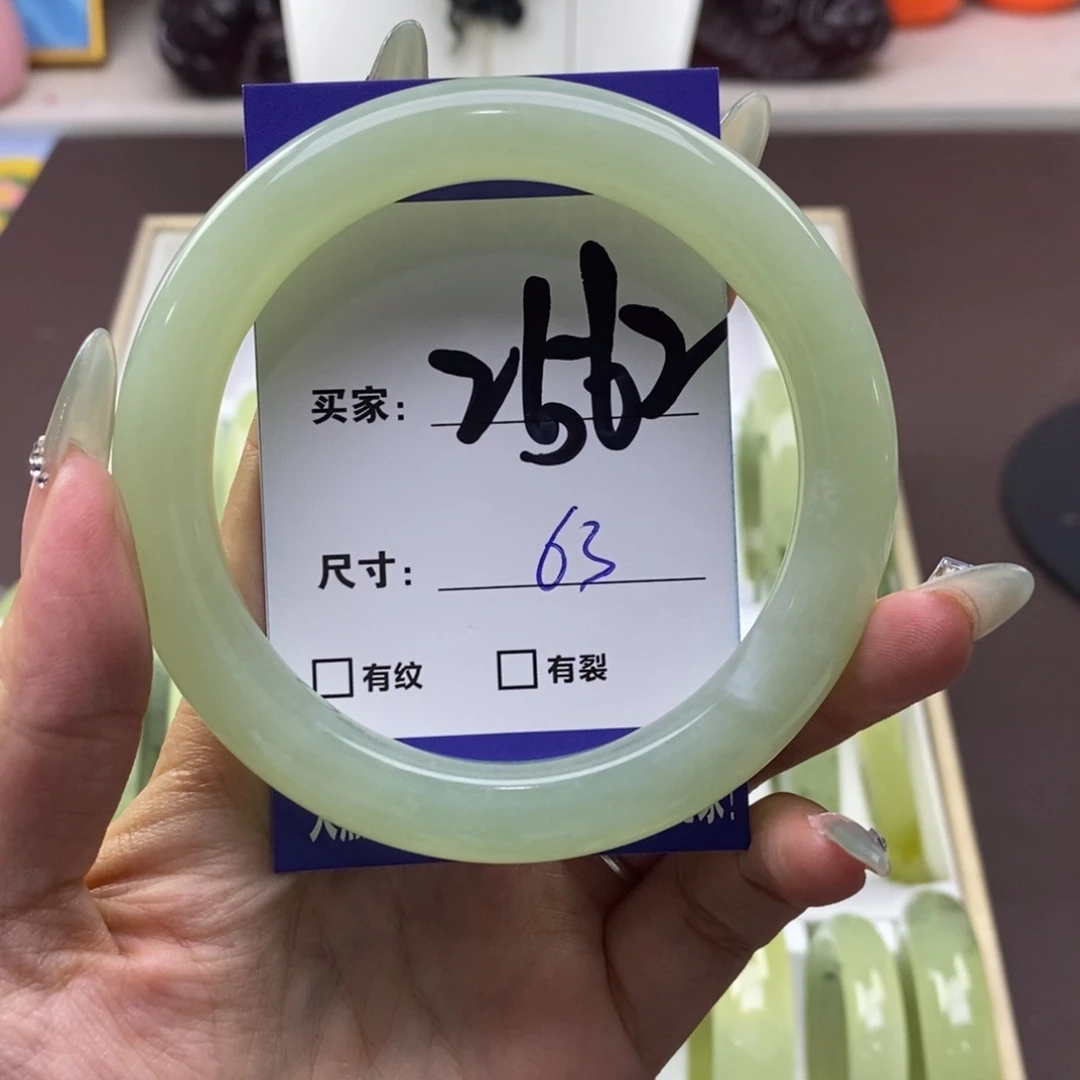 买家： 2562
尺寸： 63
□有纹 □有裂